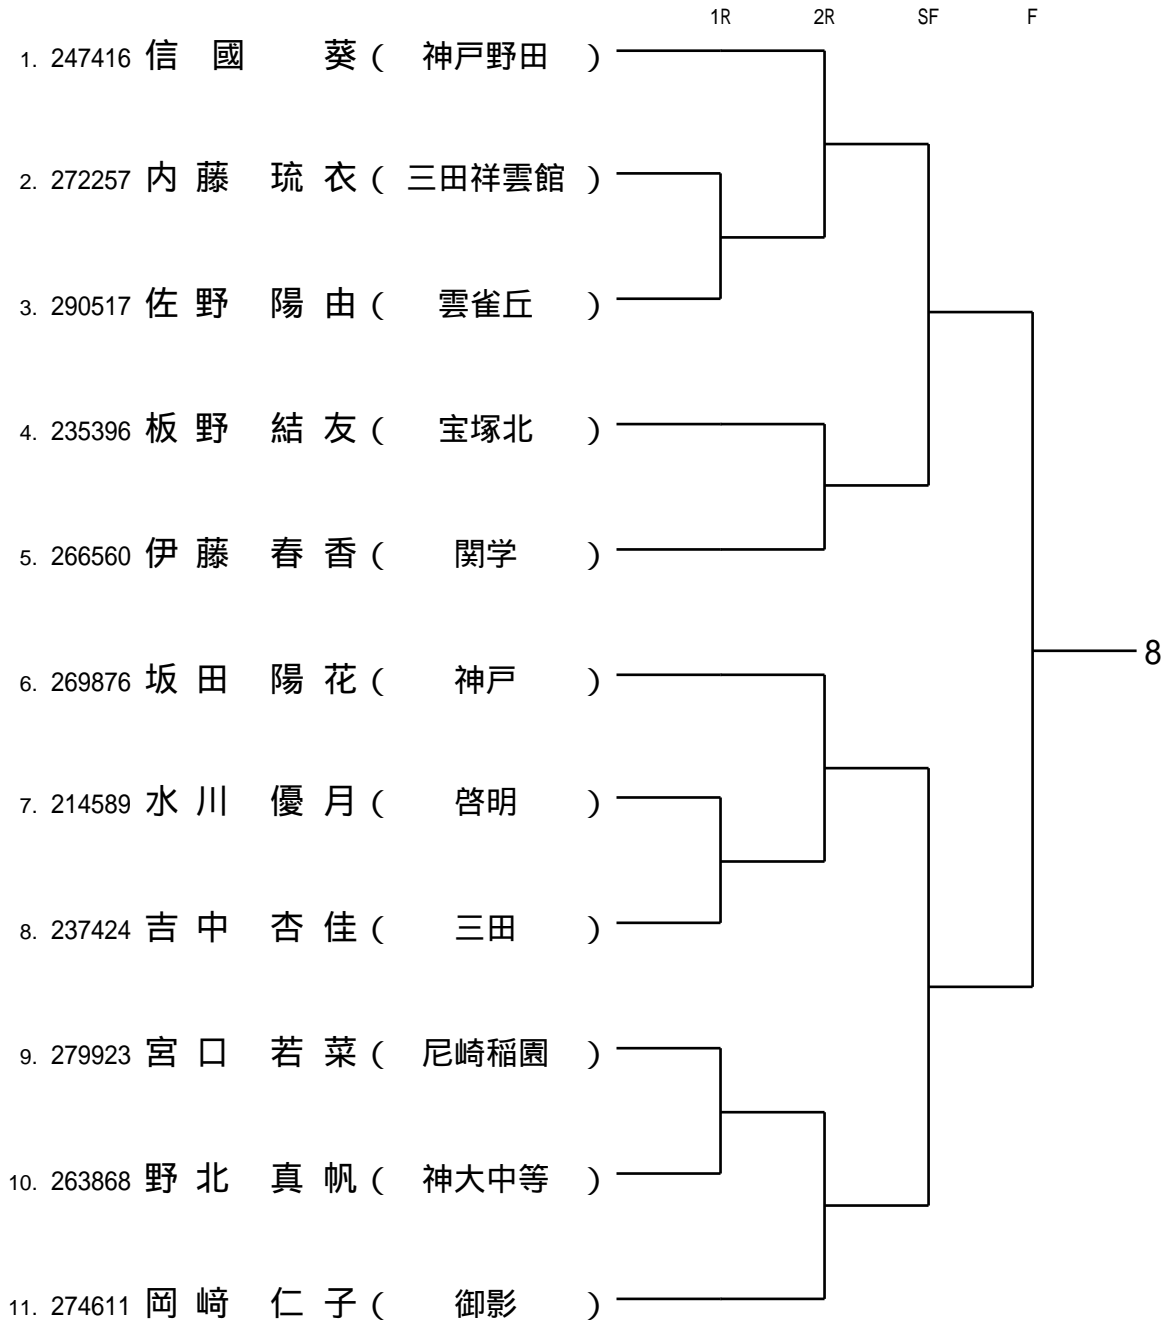 1R 2R SF F
1. 247416 信國 葵 ( 神戸野田 )
2. 272257 内藤 琉衣 ( 三田祥雲館 )
3. 290517 佐野 陽由 ( 雲雀丘 )
4. 235396 板野 結友 ( 宝塚北 )
5. 266560 伊藤 春香 ( 関学 )
8
6. 269876 坂田 陽花 ( 神戸 )
7. 214589 水川 優月 ( 啓明 )
8. 237424 吉中 杏佳 ( 三田 )
9. 279923 宮口 若菜 ( 尼崎稲園 )
10. 263868 野北 真帆 ( 神大中等 )
11. 274611 岡﨑 仁子 ( 御影 )